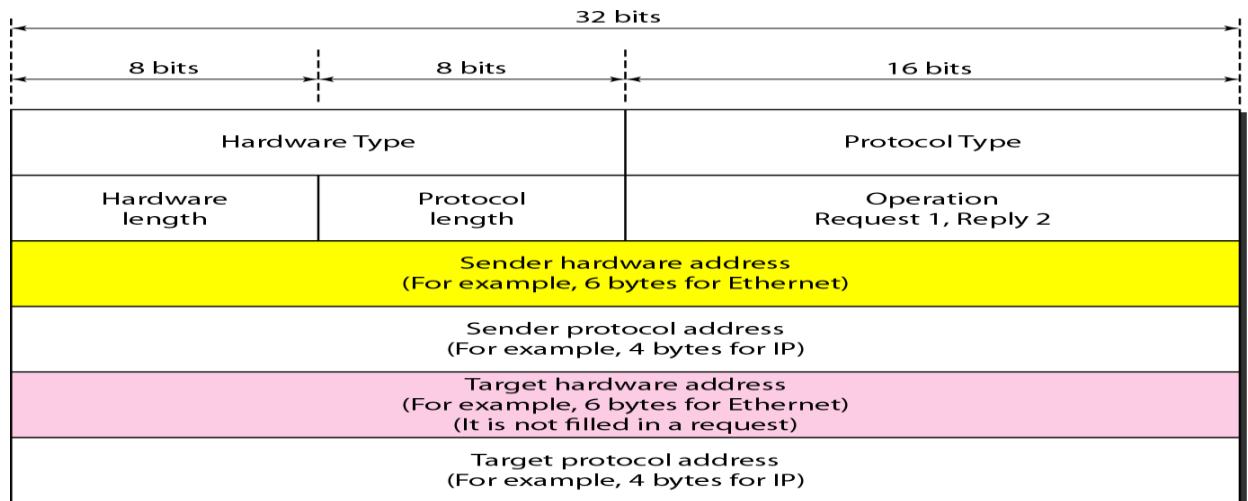 32 bits
8 bits 8 bits 16 bits
Hardware Type Protocol Type
Hardware length Protocol length Operation
Request 1, Reply 2
Sender hardware address
(For example, 6 bytes for Ethernet)
Sender protocol address
(For example, 4 bytes for IP)
Target hardware address
(For example, 6 bytes for Ethernet)
(It is not filled in a request)
Target protocol address
(For example, 4 bytes for IP)